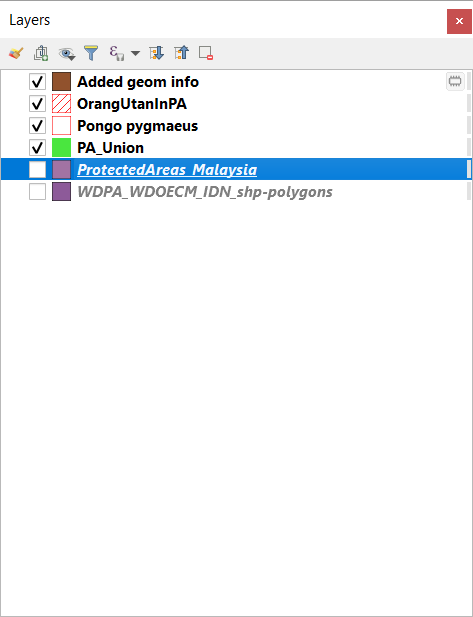 Layers
Added geom info
OrangUtanInPA
Pongo pygmaeus
PA_Union
ProtectedAreas_Malaysia
WDPA_WDOECM_IDN_shp-polygons